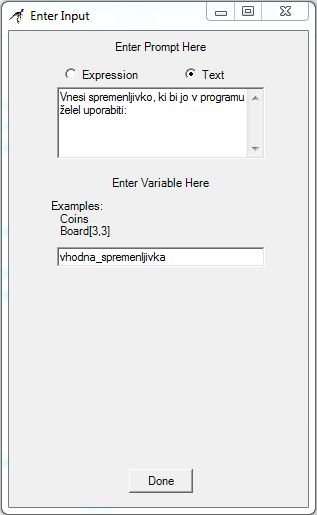 Enter Input
Enter Prompt Here
Expression Text
Vnesi spremenljivko, ki bi jo v programu
želel uporabiti:
Enter Variable Here
Examples:
Coins
Board[3,3]
vhodna_spremenljivka
Done